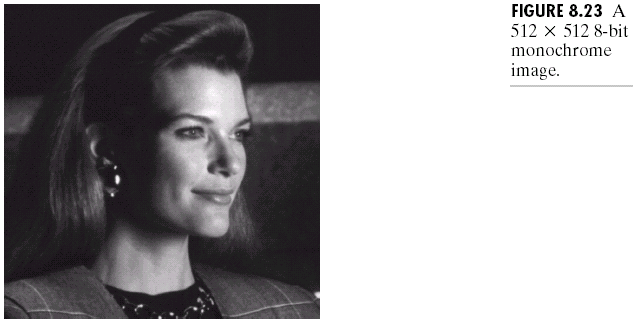 FIGURE 8.23 A
512 × 512 8-bit
monochrome
image.